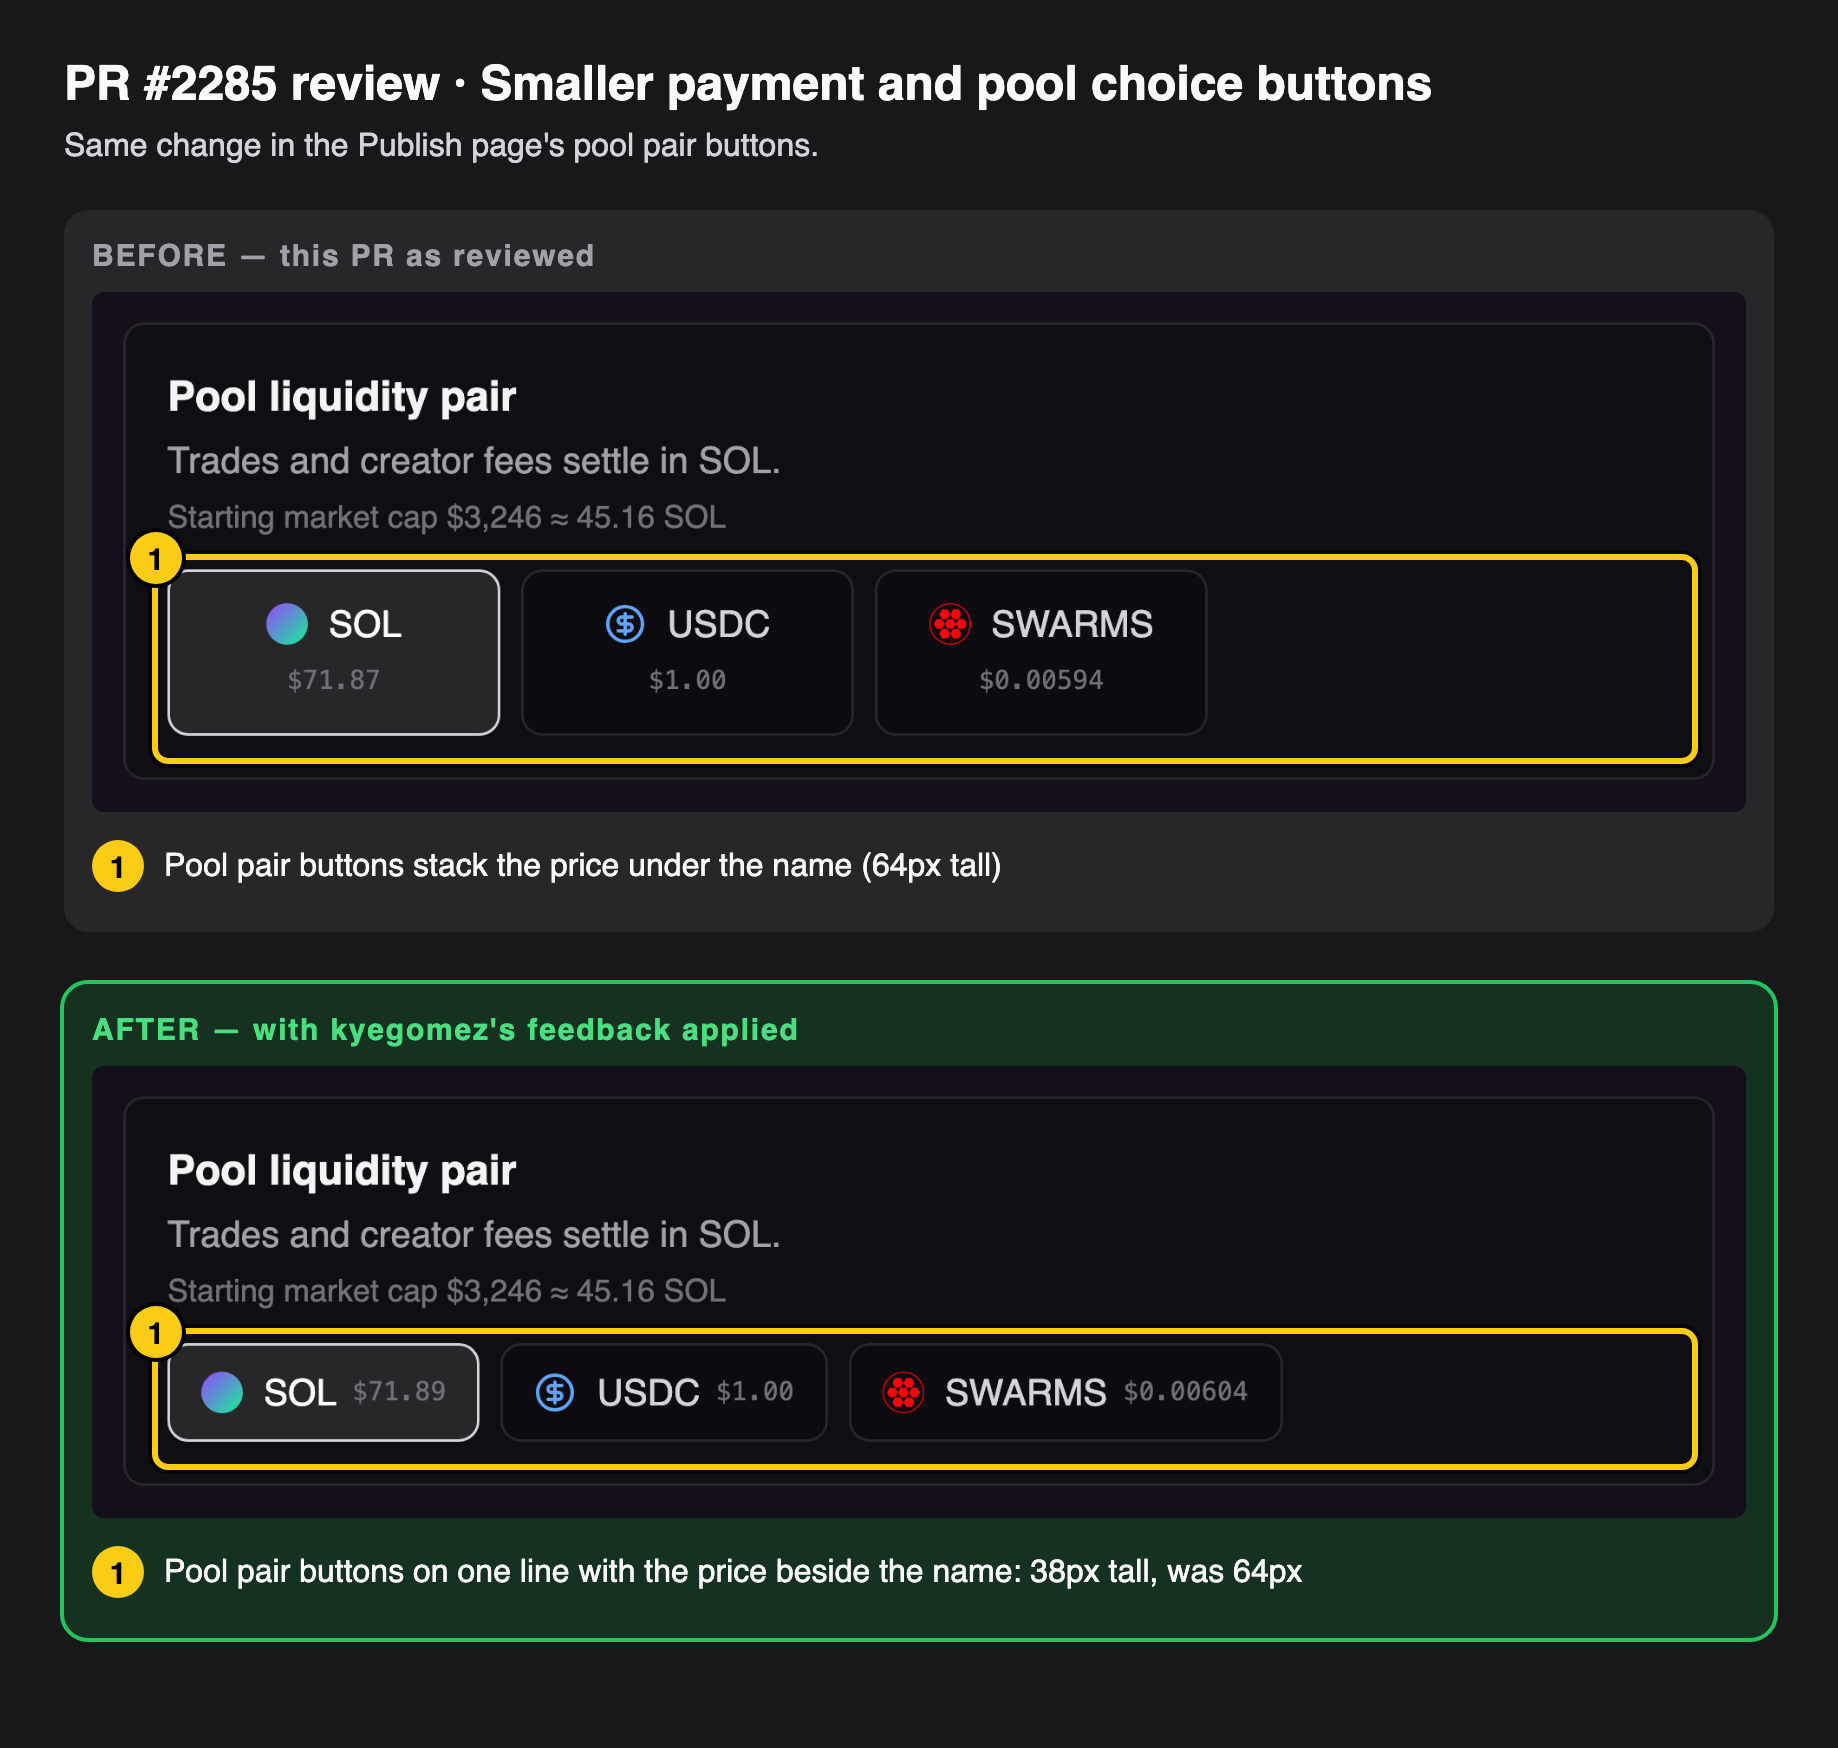 PR #2285 review · Smaller payment and pool choice buttons
Same change in the Publish page's pool pair buttons.
BEFORE — this PR as reviewed
Pool liquidity pair
Trades and creator fees settle in SOL.
Starting market cap $3,246 ≈ 45.16 SOL
1
SOL
$71.87
USDC
$1.00
SWARMS
$0.00594
1 Pool pair buttons stack the price under the name (64px tall)
AFTER — with kyegomez's feedback applied
Pool liquidity pair
Trades and creator fees settle in SOL.
Starting market cap $3,246 ≈ 45.16 SOL
1
SOL $71.89
USDC $1.00
SWARMS $0.00604
1 Pool pair buttons on one line with the price beside the name: 38px tall, was 64px